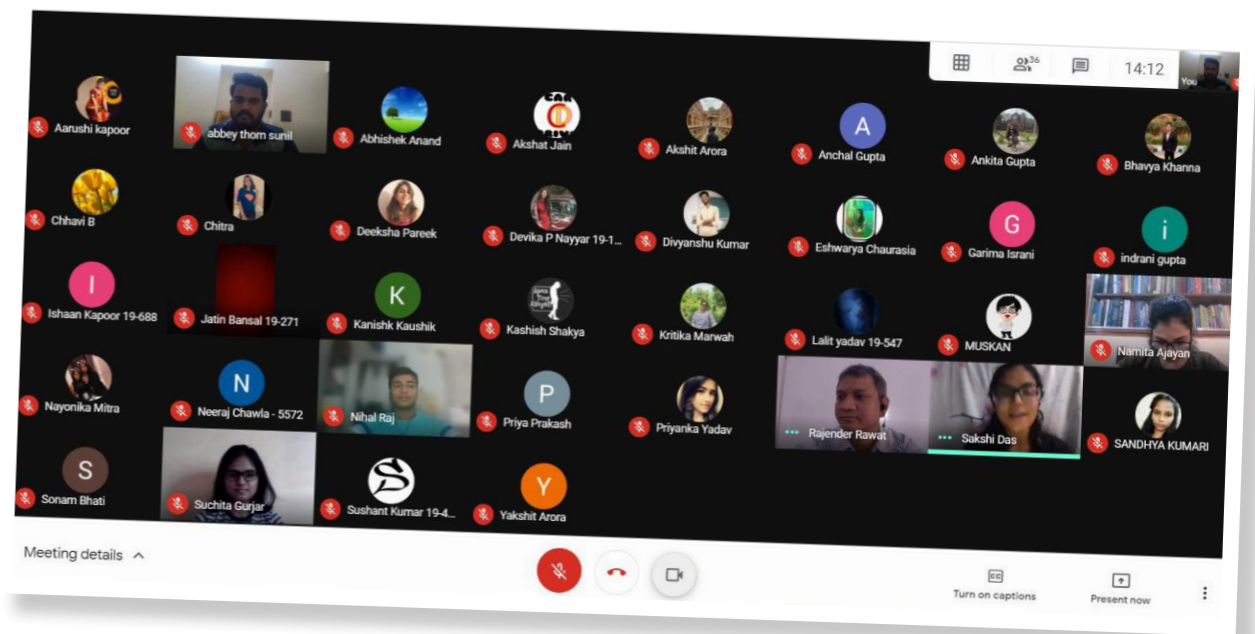 36
14:12
You
Aarushi kapoor
abbey thom sunil
Abhishek Anand
Akshat Jain
Akshit Arora
A
Anchal Gupta
Ankita Gupta
Bhavya Khanna
Chhavi B
Chitra
Deeksha Pareek
Devika P Nayyar 19-1...
Divyanshu Kumar
Eshwarya Chaurasia
G
Garima Israni
i
indrani gupta
I
Ishaan Kapoor 19-688
Jatin Bansal 19-271
K
Kanishk Kaushik
Kashish Shakya
Kritika Marwah
Lalit yadav 19-547
MUSKAN
Namita Ajayan
Nayonika Mitra
N
Neeraj Chawla - 5572
Nihal Raj
P
Priya Prakash
Priyanka Yadav
Rajender Rawat
Sakshi Das
SANDHYA KUMARI
S
Sonam Bhati
Suchita Gurjar
Sushant Kumar 19-4...
Y
Yakshit Arora
Meeting details
CC
Turn on captions
Present now